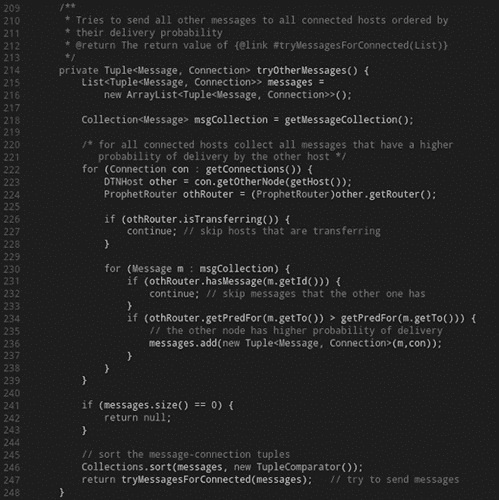 209 /**
210  * Tries to send all other messages to all connected hosts ordered by
211  * their delivery probability
212  * @return The return value of {@link #tryMessagesForConnected(List)}
213  */
214 private Tuple<Message, Connection> tryOtherMessages() {
215     List<Tuple<Message, Connection>> messages =
216         new ArrayList<Tuple<Message, Connection>>();
217
218     Collection<Message> msgCollection = getMessageCollection();
219
220     /* for all connected hosts collect all messages that have a higher
221        probability of delivery by the other host */
222     for (Connection con : getConnections()) {
223         DTNHost other = con.getOtherNode(getHost());
224         ProphetRouter othRouter = (ProphetRouter)other.getRouter();
225
226         if (othRouter.isTransferring()) {
227             continue; // skip hosts that are transferring
228         }
229
230         for (Message m : msgCollection) {
231             if (othRouter.hasMessage(m.getId())) {
232                 continue; // skip messages that the other one has
233             }
234             if (othRouter.getPredFor(m.getTo()) > getPredFor(m.getTo())) {
235                 // the other node has higher probability of delivery
236                 messages.add(new Tuple<Message, Connection>(m,con));
237             }
238         }
239     }
240
241     if (messages.size() == 0) {
242         return null;
243     }
244
245     // sort the message-connection tuples
246     Collections.sort(messages, new TupleComparator());
247     return tryMessagesForConnected(messages);   // try to send messages
248 }